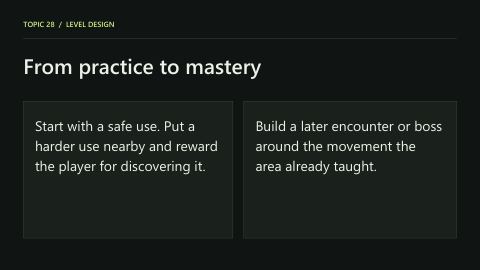 TOPIC 28 / LEVEL DESIGN
From practice to mastery
Start with a safe use. Put a
harder use nearby and reward
the player for discovering it.
Build a later encounter or boss
around the movement the
area already taught.